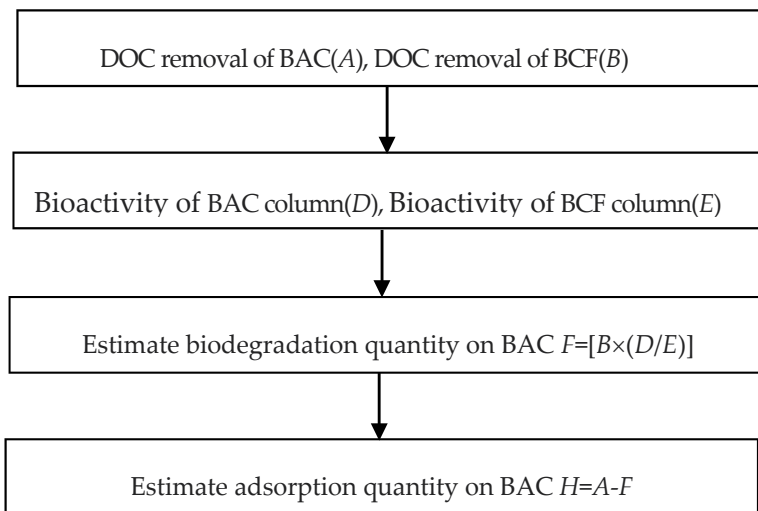 DOC removal of BAC(A), DOC removal of BCF(B)
Bioactivity of BAC column(D), Bioactivity of BCF column(E)
Estimate biodegradation quantity on BAC F=[B×(D/E)]
Estimate adsorption quantity on BAC H=A-F